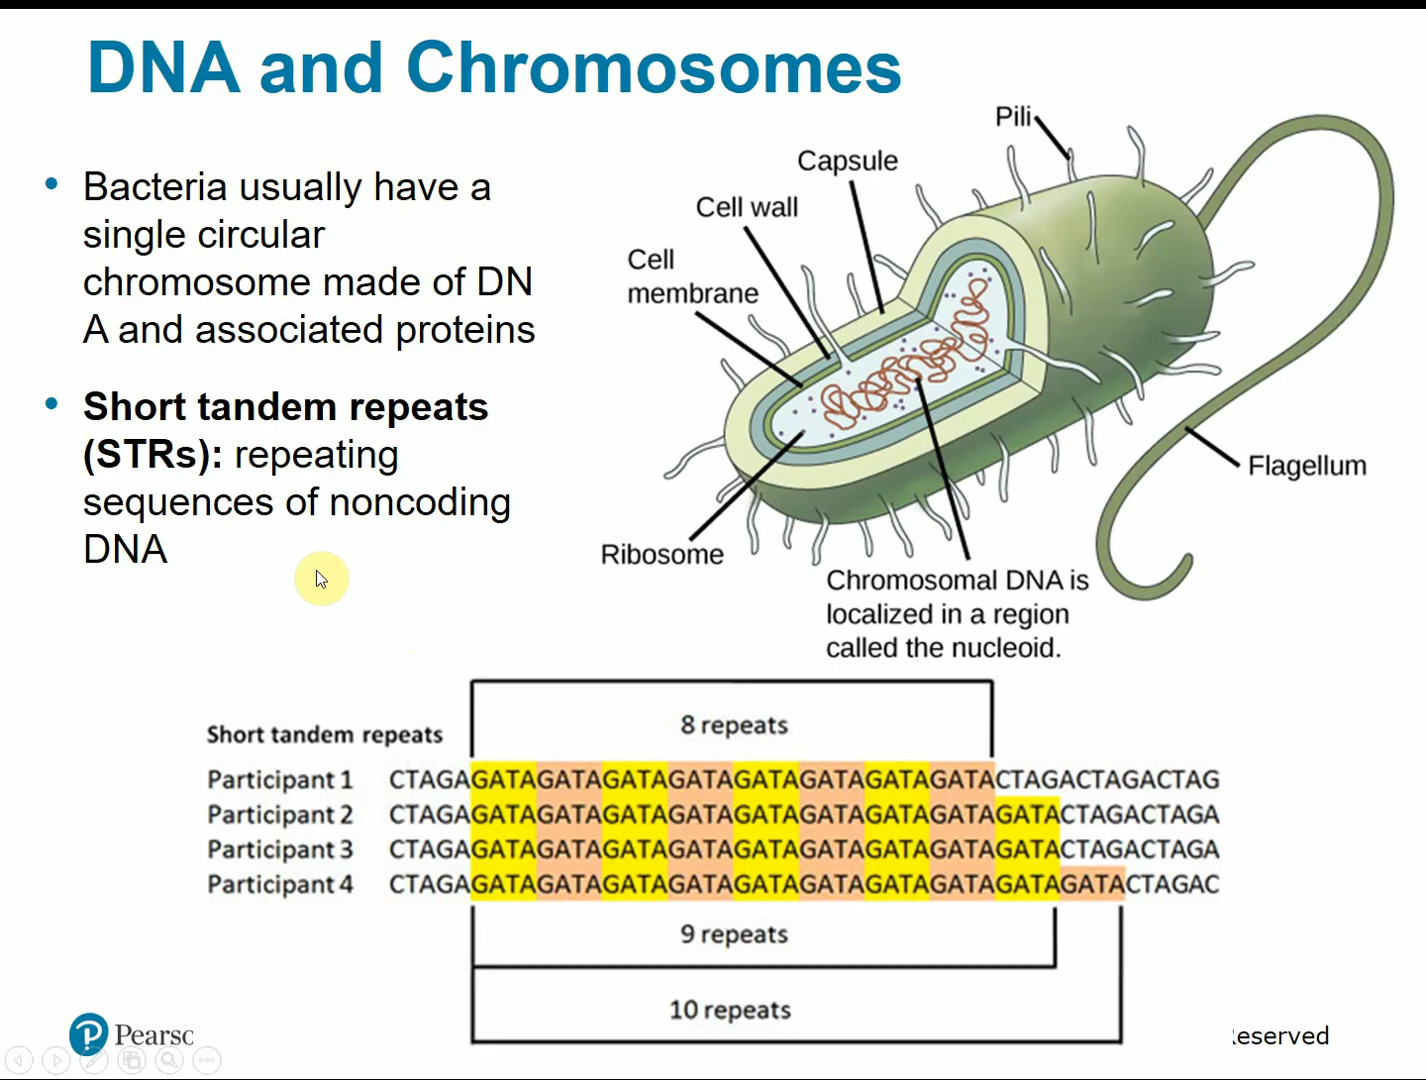 DNA and Chromosomes
• Bacteria usually have a
single circular
chromosome made of DN
A and associated proteins
• Short tandem repeats
(STRs): repeating
sequences of noncoding
DNA
Pili
Capsule
Cell wall
Cell
membrane
Flagellum
Ribosome
Chromosomal DNA is
localized in a region
called the nucleoid.
8 repeats
Short tandem repeats
Participant 1 CTAGAGATAGATAGATAGATAGATAGATAGATAGATACTAGACTAGACTAG
Participant 2 CTAGAGATAGATAGATAGATAGATAGATAGATAGATAGATACTAGACTAGA
Participant 3 CTAGAGATAGATAGATAGATAGATAGATAGATAGATAGATACTAGACTAGA
Participant 4 CTAGAGATAGATAGATAGATAGATAGATAGATAGATAGATAGATACTAGAC
9 repeats
10 repeats
P Pearso
eserved